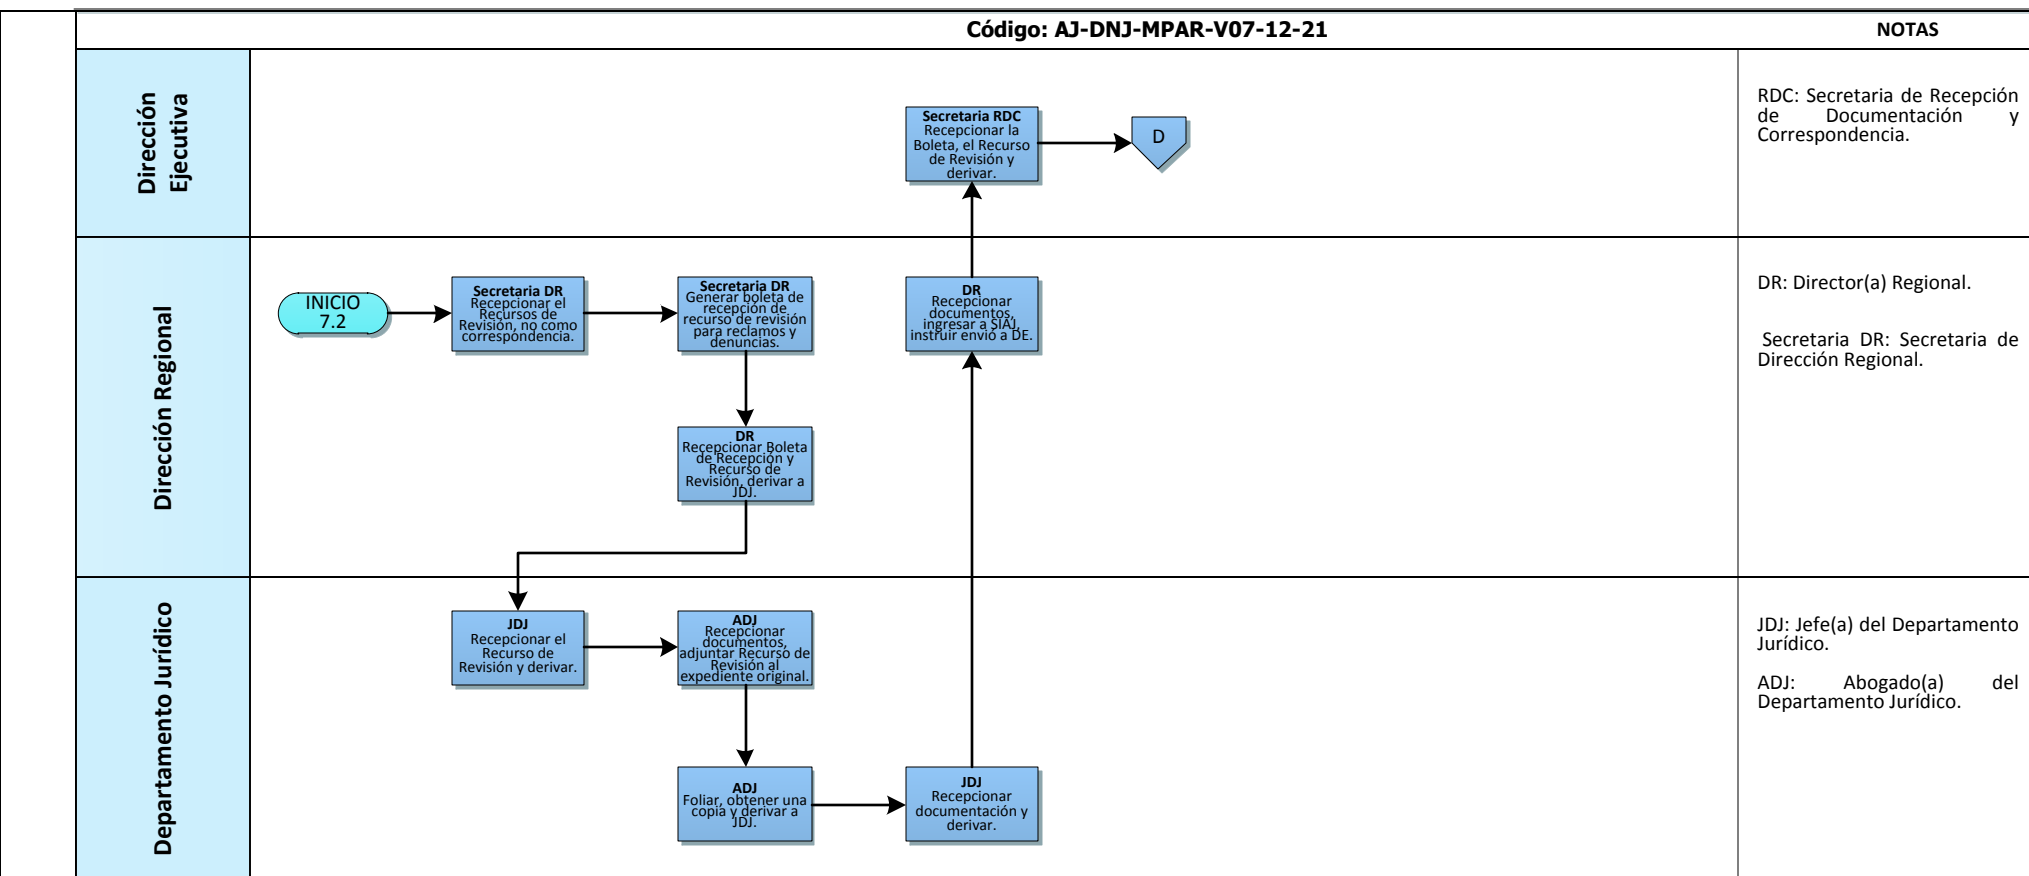 Código: AJ-DNJ-MPAR-V07-12-21
NOTAS
Dirección
Ejecutiva
Secretaria RDC
Recepcionar la
Boleta, el Recurso
de Revisión y
derivar.
D
RDC: Secretaria de Recepción
de Documentación y
Correspondencia.
Dirección Regional
INICIO
7.2
Secretaria DR
Recepcionar el
Recursos de
Revisión, no como
correspondencia.
Secretaria DR
Generar boleta de
recepción de
recurso de revisión
para reclamos y
denuncias.
DR
Recepcionar
documentos,
ingresar a SIAJ,
instruir envió a DE.
DR
Recepcionar Boleta
de Recepción y
Recurso de
Revisión, derivar a
JDJ.
DR: Director(a) Regional.
Secretaria DR: Secretaria de
Dirección Regional.
Departamento Jurídico
JDJ
Recepcionar el
Recurso de
Revisión y derivar.
ADJ
Recepcionar
documentos,
adjuntar Recurso de
Revisión al
expediente original.
ADJ
Foliar, obtener una
copia y derivar a
JDJ.
JDJ
Recepcionar
documentación y
derivar.
JDJ: Jefe(a) del Departamento
Jurídico.
ADJ: Abogado(a) del
Departamento Jurídico.